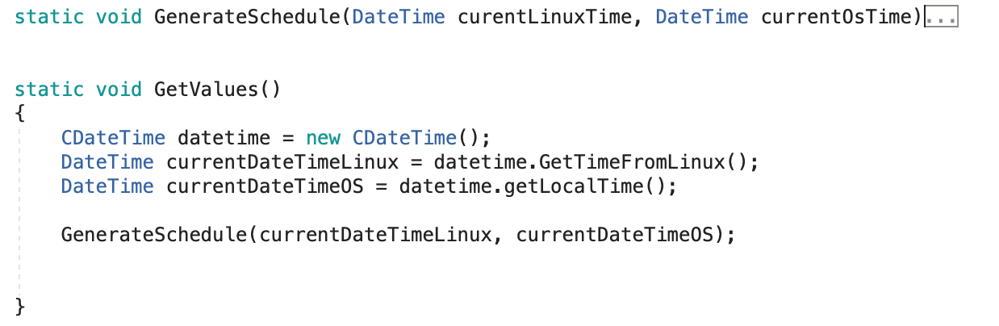 static void GenerateSchedule(DateTime curentLinuxTime, DateTime currentOsTime)...
static void GetValues()
{
CDateTime datetime = new CDateTime();
DateTime currentDateTimeLinux = datetime.GetTimeFromLinux();
DateTime currentDateTimeOS = datetime.getLocalTime();
GenerateSchedule(currentDateTimeLinux, currentDateTimeOS);
}